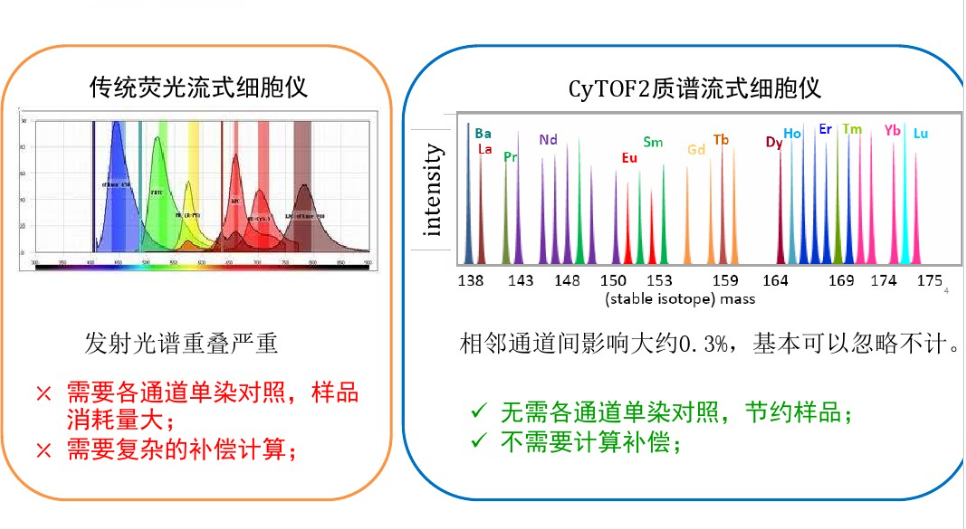 传统荧光流式细胞仪
CyTOF2质谱流式细胞仪
FITC
APC
intensity
Ba
La
Pr
Nd
Eu
Sm
Gd
Tb
Dy
Ho
Er
Tm
Yb
Lu
138 143 148 150 153 159 164 169 174 175
(stable isotope) mass
4
发射光谱重叠严重
× 需要各通道单染对照，样品
消耗量大；
× 需要复杂的补偿计算；
相邻通道间影响大约0.3%，基本可以忽略不计。
✓ 无需各通道单染对照，节约样品；
✓ 不需要计算补偿；